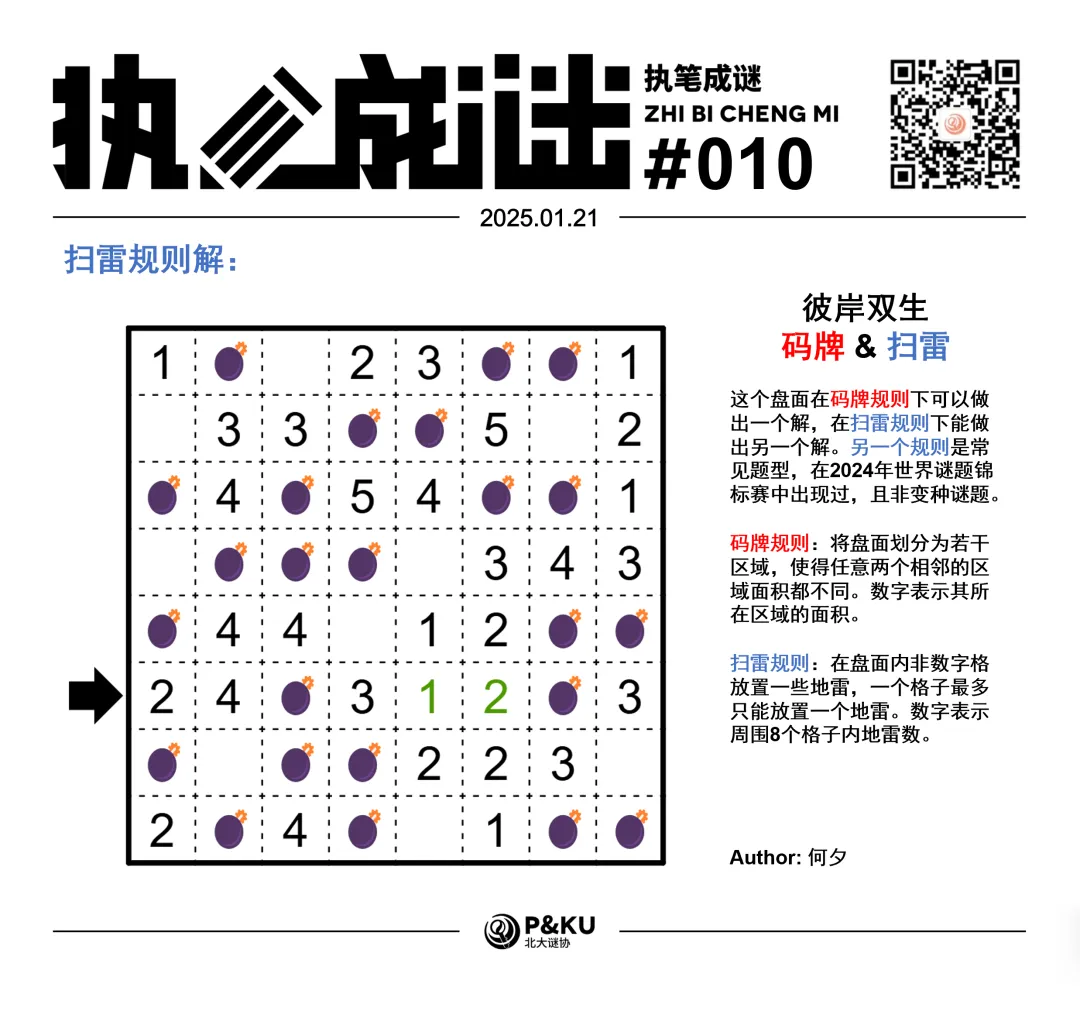 执笔成谜
执笔成谜
ZHI BI CHENG MI
#010
2025.01.21
扫雷规则解：
1 2 3 1
3 3 5 2
4 5 4 1
3 4 3
4 4 1 2
2 4 3 1 2 3
2 2 3
2 4 1
彼岸双生
码牌 & 扫雷
这个盘面在码牌规则下可以做
出一个解，在扫雷规则下能做
出另一个解。另一个规则是常
见题型，在2024年世界谜题锦
标赛中出现过，且非变种谜题。
码牌规则：将盘面划分为若干
区域，使得任意两个相邻的区
域面积都不同。数字表示其所
在区域的面积。
扫雷规则：在盘面内非数字格
放置一些地雷，一个格子最多
只能放置一个地雷。数字表示
周围8个格子内地雷数。
Author: 何夕
P&KU
北大谜协